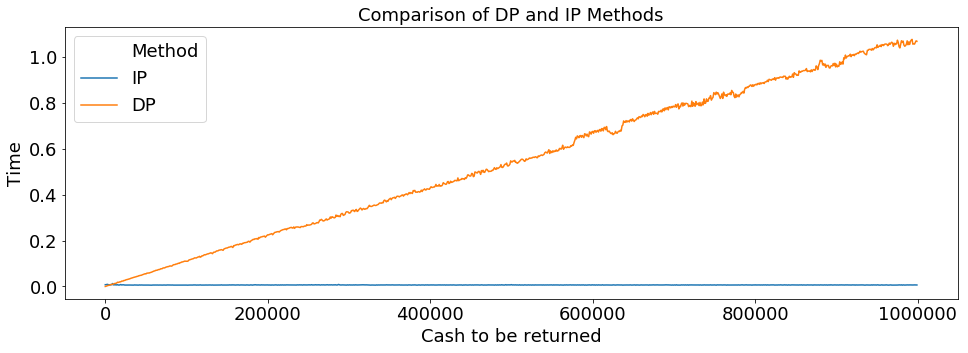 Comparison of DP and IP Methods
Method
IP
DP
Time
1.0
0.8
0.6
0.4
0.2
0.0
0 200000 400000 600000 800000 1000000
Cash to be returned